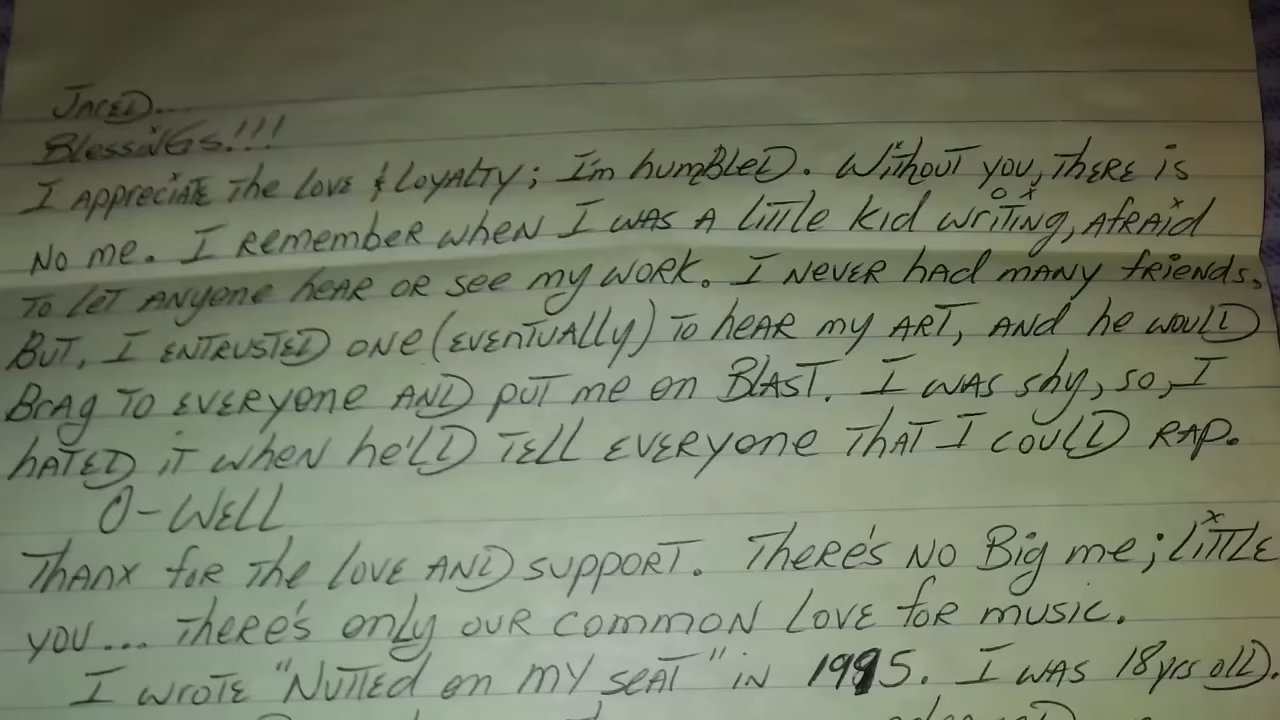 Jared...
Blessings!!!
I appreciate the love & loyalty; I'm humbled. Without you, there is
no me. I remember when I was a little kid writing, afraid
to let anyone hear or see my work. I never had many friends.
But, I entrusted one (eventually) to hear my art, and he would
brag to everyone and put me on blast. I was shy, so, I
hated it when he'ld tell everyone that I could rap.
O-well
Thanx for the love and support. There's no big me; little
you... there's only our common love for music.
I wrote "Nutted on my seat" in 1995. I was 18 yrs old.